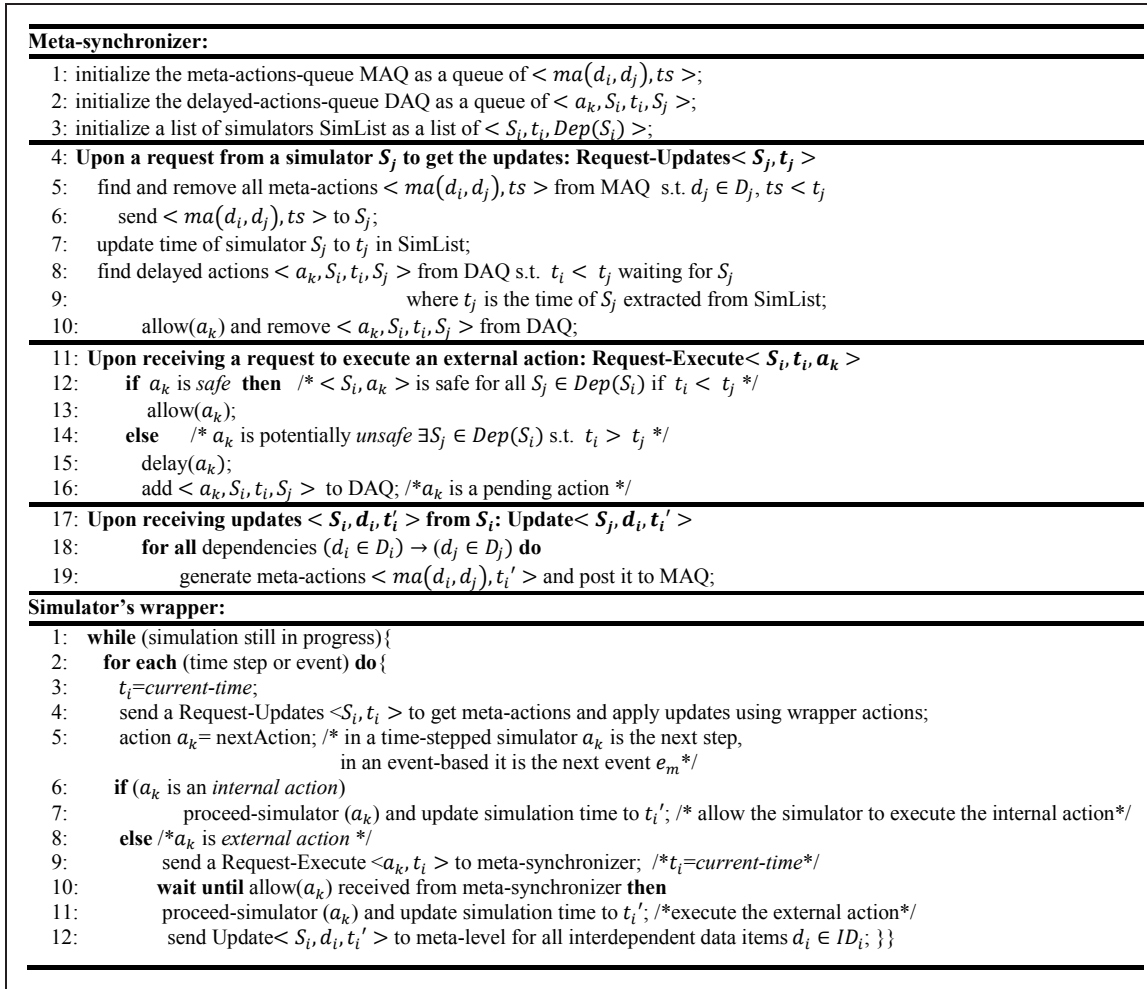 Meta-synchronizer:
1: initialize the meta-actions-queue MAQ as a queue of < ma(d_i, d_j), ts >;
2: initialize the delayed-actions-queue DAQ as a queue of < a_k, S_i, t_i, S_j >;
3: initialize a list of simulators SimList as a list of < S_i, t_i, Dep(S_i) >;
4: Upon a request from a simulator S_j to get the updates: Request-Updates< S_j, t_j >
5: find and remove all meta-actions < ma(d_i, d_j), ts > from MAQ s.t. d_j ∈ D_j, ts < t_j
6: send < ma(d_i, d_j), ts > to S_j;
7: update time of simulator S_j to t_j in SimList;
8: find delayed actions < a_k, S_i, t_i, S_j > from DAQ s.t. t_i < t_j waiting for S_j
9: where t_j is the time of S_j extracted from SimList;
10: allow(a_k) and remove < a_k, S_i, t_i, S_j > from DAQ;
11: Upon receiving a request to execute an external action: Request-Execute< S_i, t_i, a_k >
12: if a_k is safe then /* < S_i, a_k > is safe for all S_j ∈ Dep(S_i) if t_i < t_j */
13: allow(a_k);
14: else /* a_k is potentially unsafe ∃S_j ∈ Dep(S_i) s.t. t_i > t_j */
15: delay(a_k);
16: add < a_k, S_i, t_i, S_j > to DAQ; /*a_k is a pending action */
17: Upon receiving updates < S_i, d_i, t_i′ > from S_i: Update< S_j, d_i, t_i′ >
18: for all dependencies (d_i ∈ D_i) → (d_j ∈ D_j) do
19: generate meta-actions < ma(d_i, d_j), t_i′ > and post it to MAQ;
Simulator's wrapper:
1: while (simulation still in progress){
2: for each (time step or event) do{
3: t_i=current-time;
4: send a Request-Updates <S_i, t_i > to get meta-actions and apply updates using wrapper actions;
5: action a_k= nextAction; /* in a time-stepped simulator a_k is the next step,
in an event-based it is the next event e_m*/
6: if (a_k is an internal action)
7: proceed-simulator (a_k) and update simulation time to t_i′; /* allow the simulator to execute the internal action*/
8: else /*a_k is external action */
9: send a Request-Execute <a_k, t_i > to meta-synchronizer; /*t_i=current-time*/
10: wait until allow(a_k) received from meta-synchronizer then
11: proceed-simulator (a_k) and update simulation time to t_i′; /*execute the external action*/
12: send Update< S_i, d_i, t_i′ > to meta-level for all interdependent data items d_i ∈ ID_i; }}